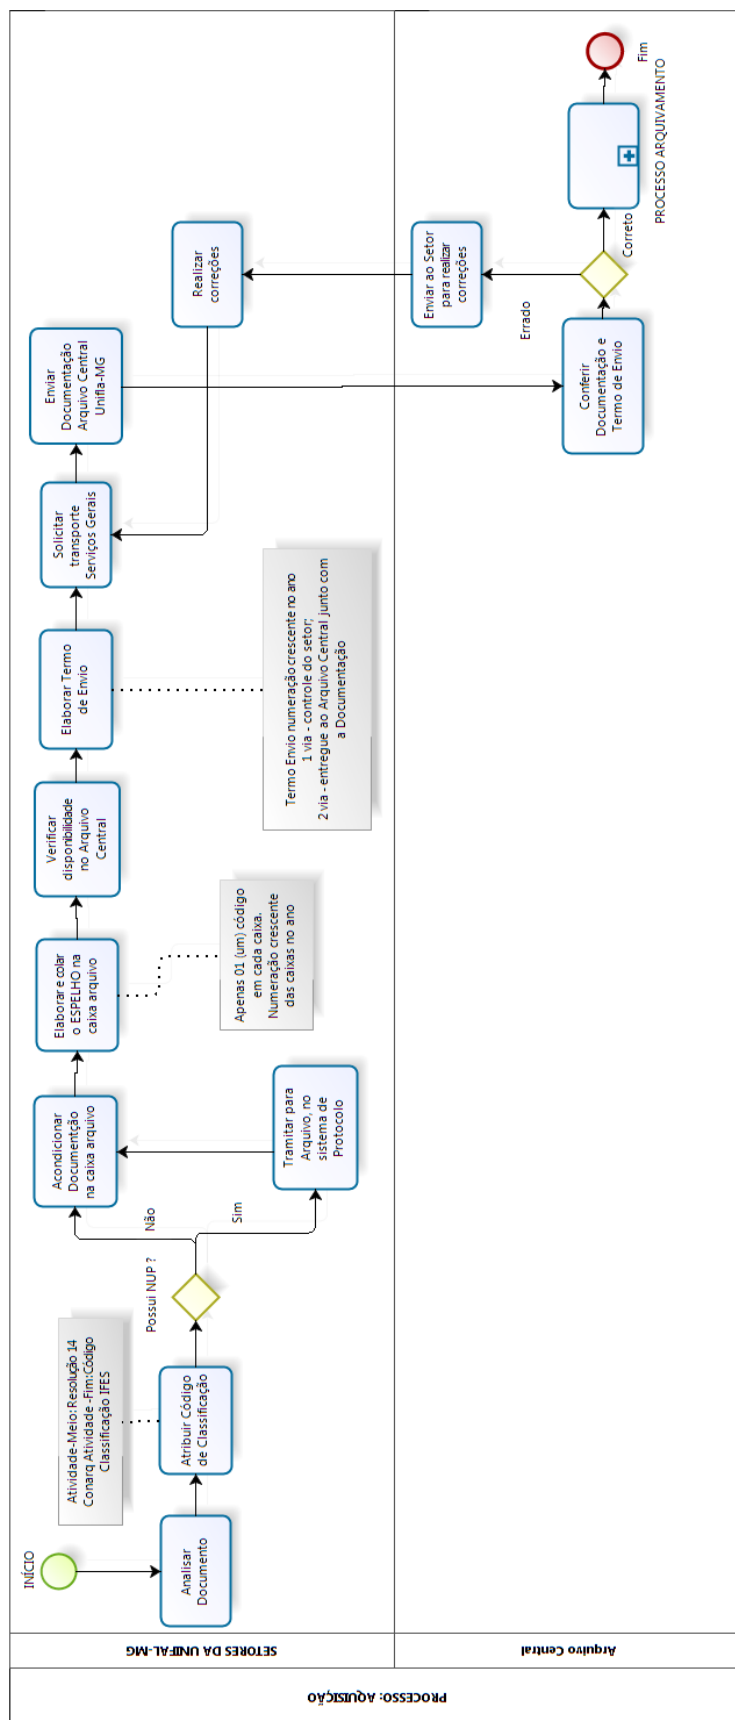 PROCESSO: AQUISIÇÃO
SETORES DA UNIFAL-MG
Arquivo Central
INÍCIO
Analisar
Documento
Atividade-Meio:Resolução 14
Conarq Atividade -Fim:Código
Classificação IFES
Atribuir Código
de Classificação
Possui NUP ?
Não
Sim
Acondicionar
Documentção
na caixa arquivo
Tramitar para
Arquivo, no
sistema de
Protocolo
Elaborar e colar
o ESPELHO na
caixa arquivo
Apenas 01 (um) código
em cada caixa.
Numeração crescente
das caixas no ano
Verificar
disponibilidade
no Arquivo
Central
Elaborar Termo
de Envio
Termo Envio numeração crescente no ano
1 via - controle do setor;
2 via - entregue ao Arquivo Central junto com
a Documentação
Solicitar
transporte
Serviços Gerais
Enviar
Documentação
Arquivo Central
Unifla-MG
Realizar
correções
Conferir
Documentação e
Termo de Envio
Errado
Enviar ao Setor
para realizar
correções
Correto
PROCESSO ARQUIVAMENTO
Fim